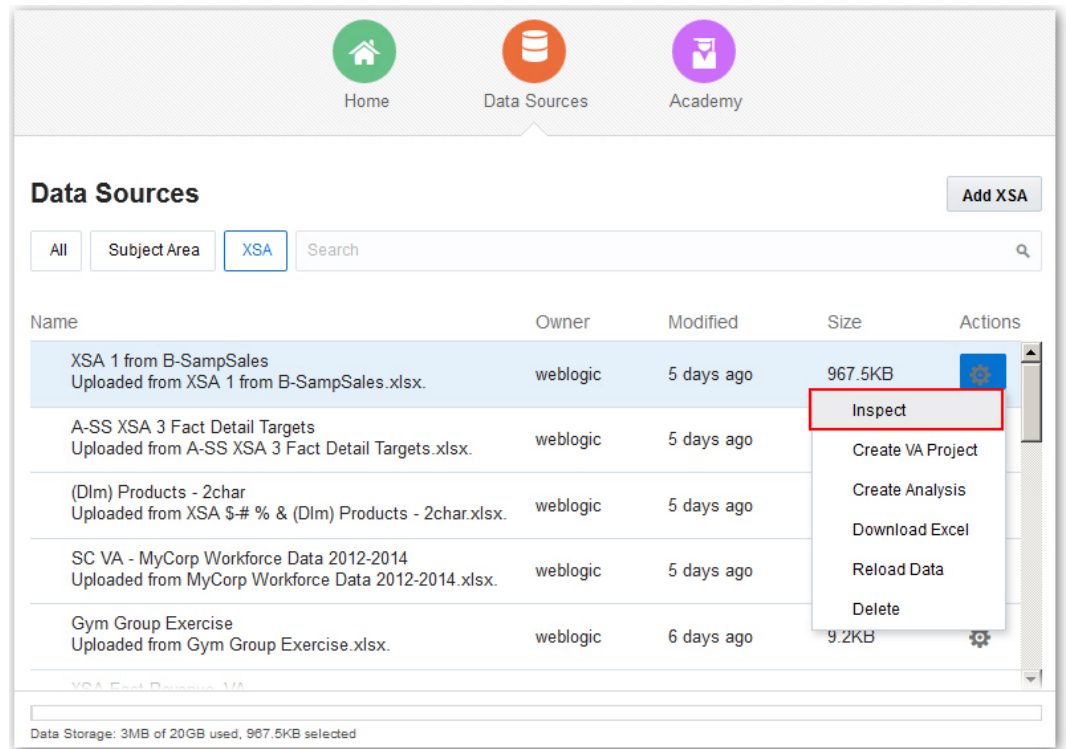 Home
Data Sources
Academy
Data Sources
Add XSA
All
Subject Area
XSA
Search
Name
Owner
Modified
Size
Actions
XSA 1 from B-SampSales
Uploaded from XSA 1 from B-SampSales.xlsx.
weblogic
5 days ago
967.5KB
Inspect
Create VA Project
Create Analysis
Download Excel
Reload Data
Delete
A-SS XSA 3 Fact Detail Targets
Uploaded from A-SS XSA 3 Fact Detail Targets.xlsx.
weblogic
5 days ago
(Dlm) Products - 2char
Uploaded from XSA $-# % & (Dlm) Products - 2char.xlsx.
weblogic
5 days ago
SC VA - MyCorp Workforce Data 2012-2014
Uploaded from MyCorp Workforce Data 2012-2014.xlsx.
weblogic
5 days ago
Gym Group Exercise
Uploaded from Gym Group Exercise.xlsx.
weblogic
6 days ago
9.2KB
Data Storage: 3MB of 20GB used, 967.5KB selected